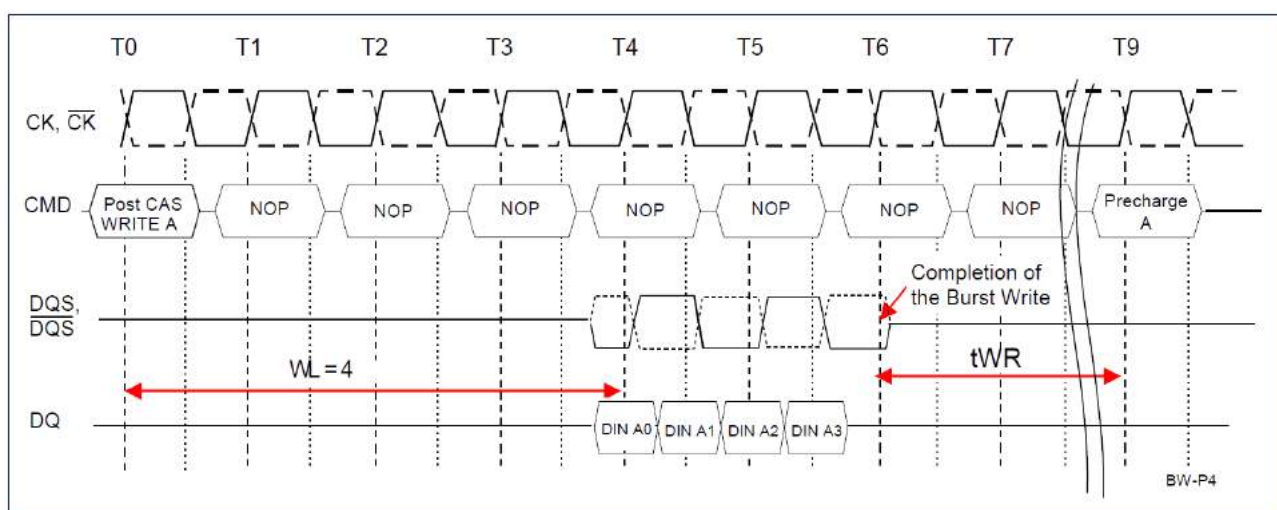 T0 T1 T2 T3 T4 T5 T6 T7 T9
CK, CK
CMD
Post CAS
WRITE A
NOP NOP NOP NOP NOP NOP NOP
Precharge
A
Completion of
the Burst Write
DQS,
DQS
WL = 4
tWR
DQ
DIN A0 DIN A1 DIN A2 DIN A3
BW-P4